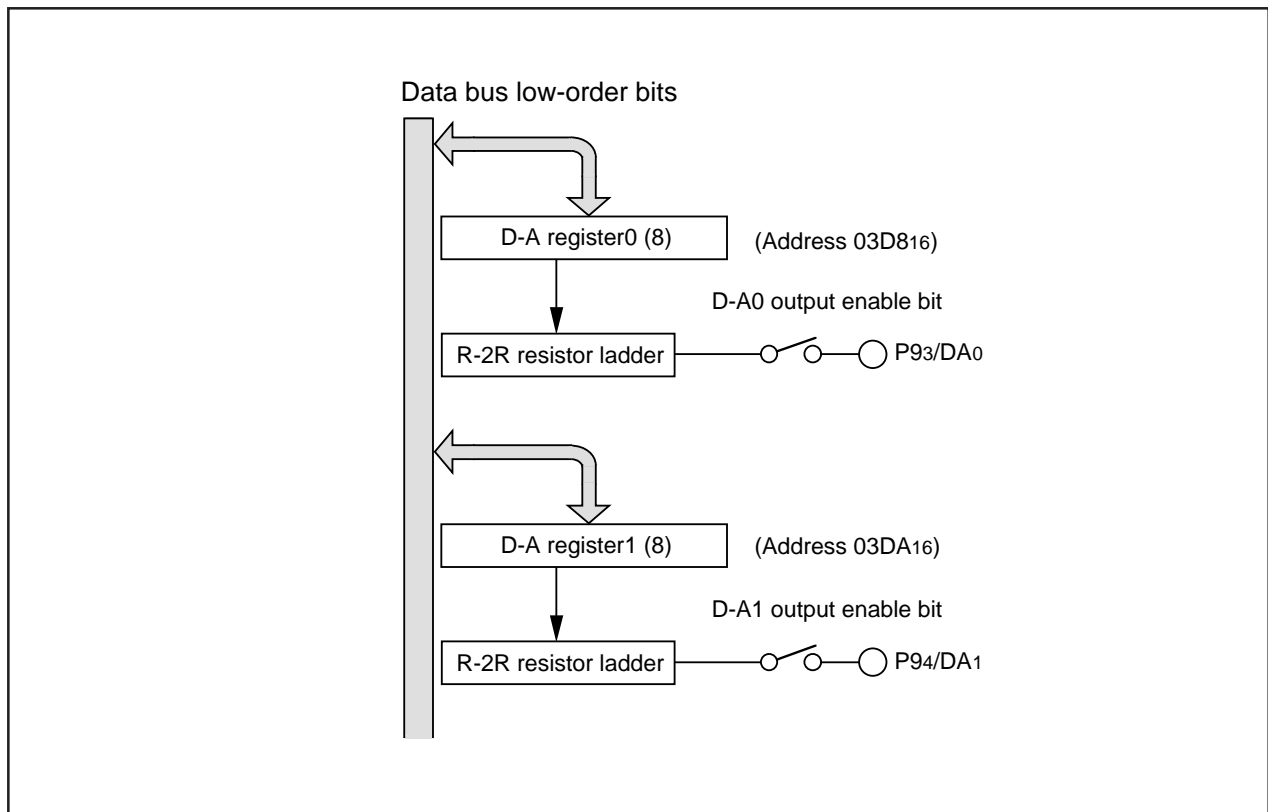 Data bus low-order bits
D-A register0 (8) (Address 03D816)
D-A0 output enable bit
R-2R resistor ladder P93/DA0
D-A register1 (8) (Address 03DA16)
D-A1 output enable bit
R-2R resistor ladder P94/DA1